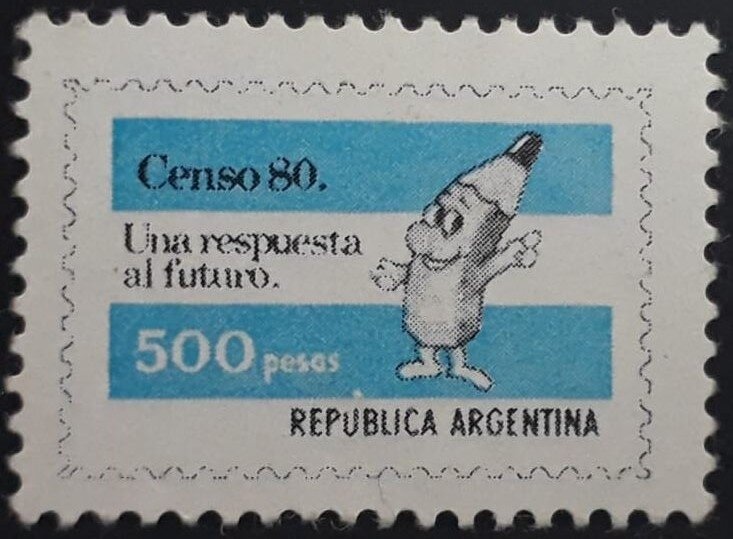 Censo 80.
Una respuesta
al futuro.
500 pesos
REPUBLICA ARGENTINA